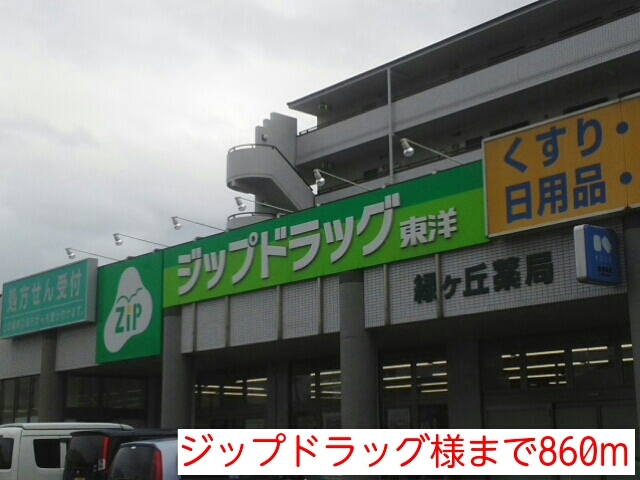 処方せん受付
ZiP
ジップドラッグ東洋
くすり・
日用品・
緑ヶ丘薬局
ジップドラッグ様まで860m